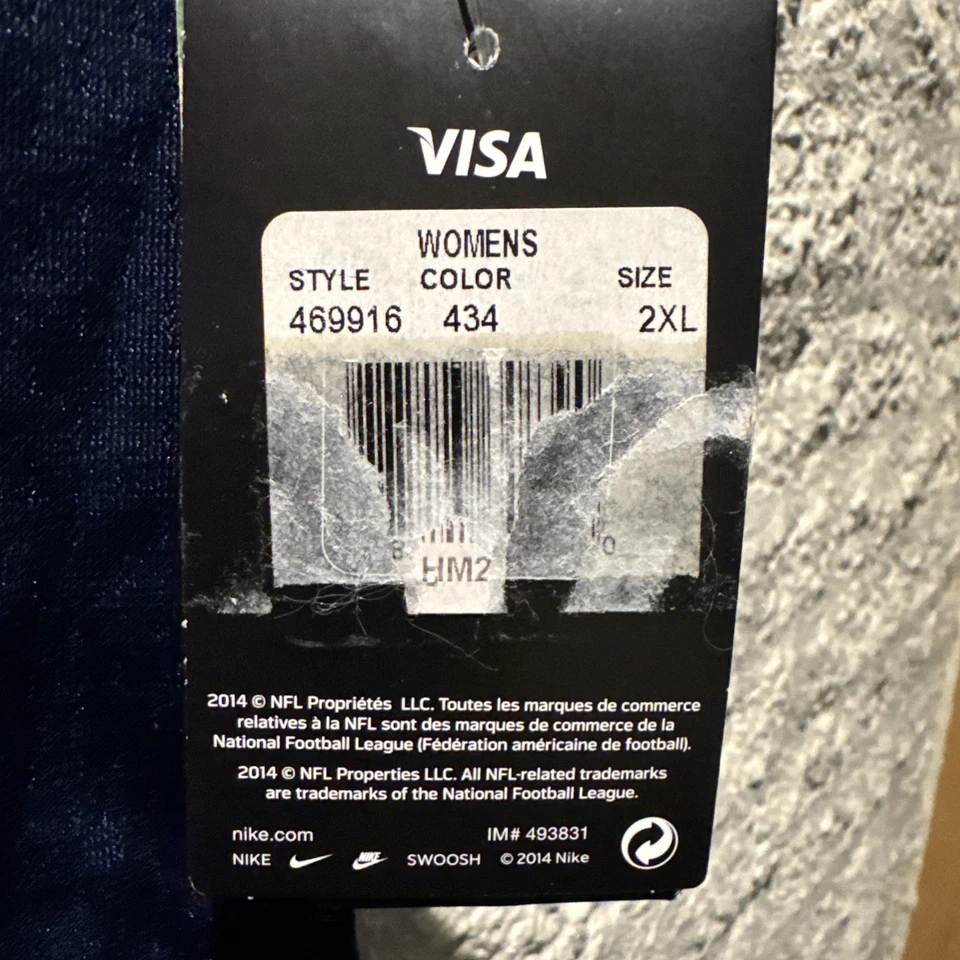 VISA
WOMENS
STYLE COLOR SIZE
469916 434 2XL
8 0
HM2
2014 © NFL Propriétés LLC. Toutes les marques de commerce
relatives à la NFL sont des marques de commerce de la
National Football League (Fédération américaine de football).
2014 © NFL Properties LLC. All NFL-related trademarks
are trademarks of the National Football League.
nike.com IM# 493831
NIKE NIKE SWOOSH © 2014 Nike